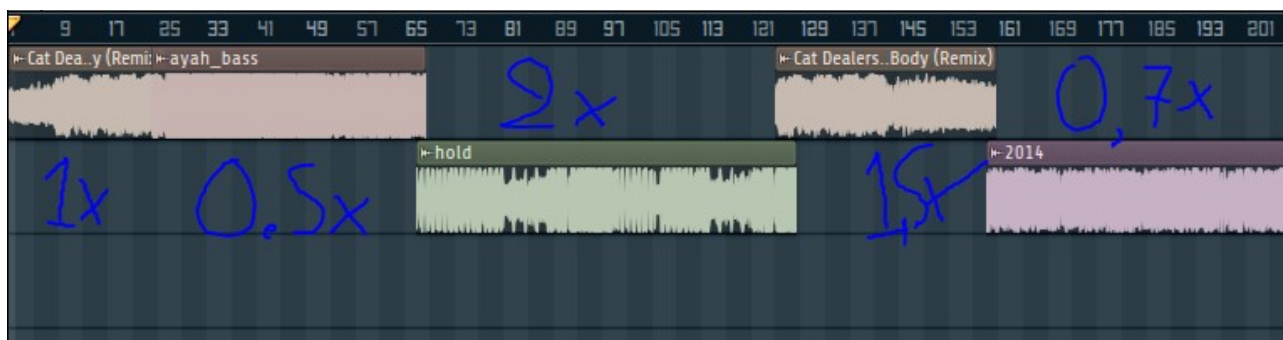 9 17 25 33 41 49 57 65 73 81 89 97 105 113 121 129 137 145 153 161 169 177 185 193 201
Cat Dea..y (Remi: ayah_bass Cat Dealers..Body (Remix)
2x 0,7x
hold 2014
1x 0.5x 1,5x